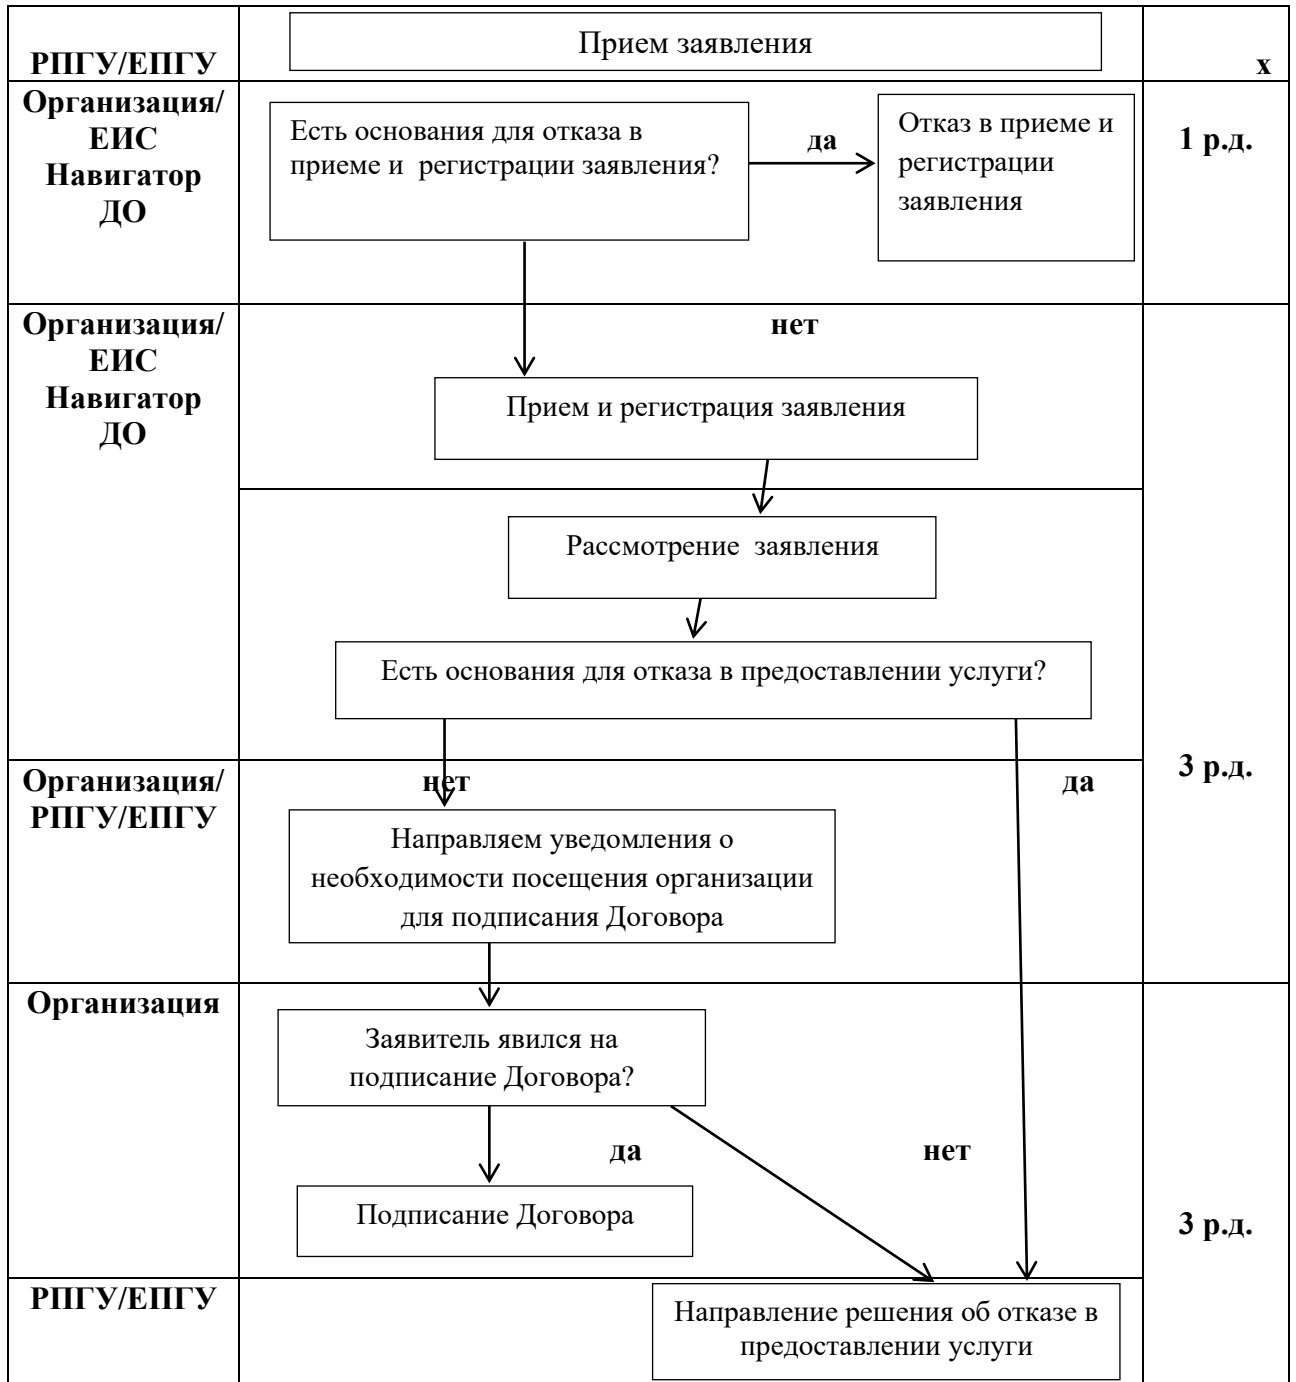 РПГУ/ЕПГУ
Прием заявления
х
Организация/
ЕИС
Навигатор
ДО
Есть основания для отказа в
приеме и  регистрации заявления?
да
Отказ в приеме и
регистрации
заявления
1 р.д.
Организация/
ЕИС
Навигатор
ДО
нет
Прием и регистрация заявления
Рассмотрение  заявления
Есть основания для отказа в предоставлении услуги?
3 р.д.
Организация/
РПГУ/ЕПГУ
нет
да
Направляем уведомления о
необходимости посещения организации
для подписания Договора
Организация
Заявитель явился на
подписание Договора?
да
нет
Подписание Договора
3 р.д.
РПГУ/ЕПГУ
Направление решения об отказе в
предоставлении услуги